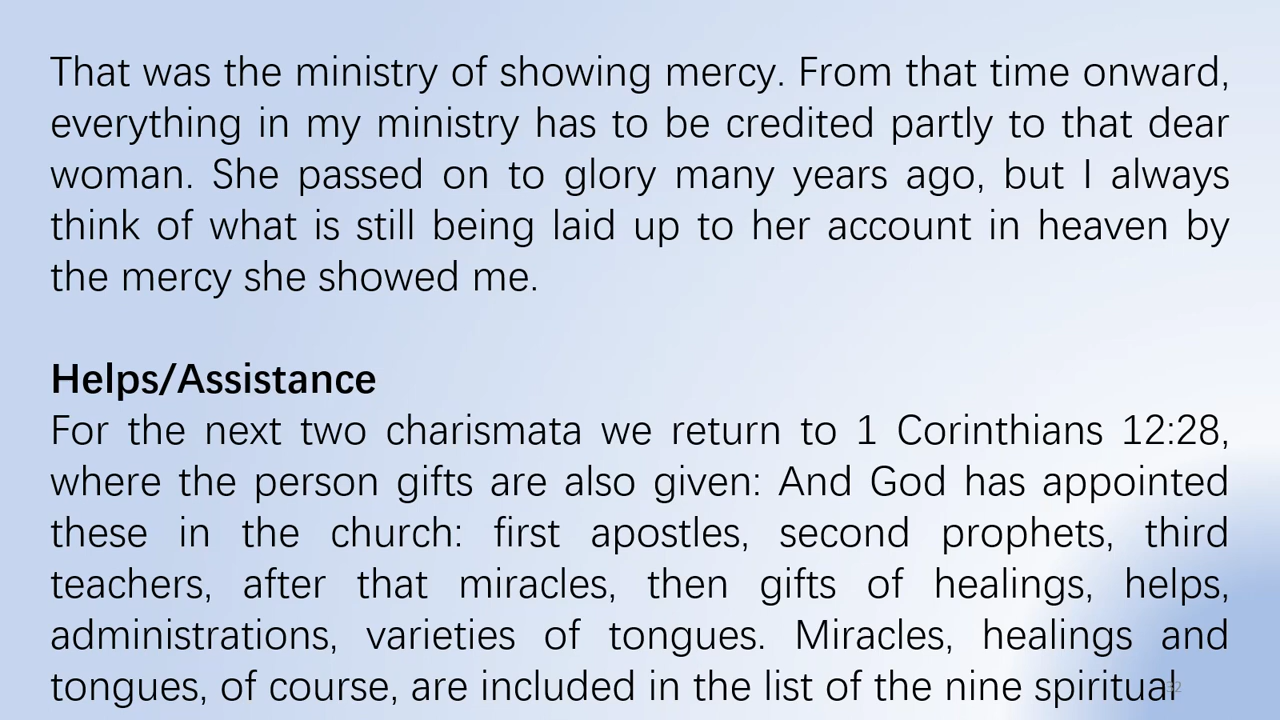 That was the ministry of showing mercy. From that time onward,
everything in my ministry has to be credited partly to that dear
woman. She passed on to glory many years ago, but I always
think of what is still being laid up to her account in heaven by
the mercy she showed me.
Helps/Assistance
For the next two charismata we return to 1 Corinthians 12:28,
where the person gifts are also given: And God has appointed
these in the church: first apostles, second prophets, third
teachers, after that miracles, then gifts of healings, helps,
administrations, varieties of tongues. Miracles, healings and
tongues, of course, are included in the list of the nine spiritual
32